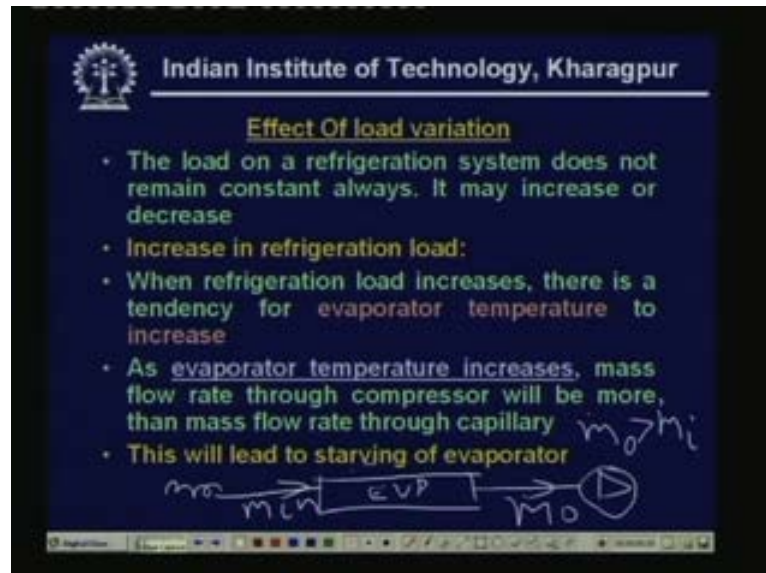 Indian Institute of Technology, Kharagpur
Effect Of load variation
• The load on a refrigeration system does not
remain constant always. It may increase or
decrease
• Increase in refrigeration load:
• When refrigeration load increases, there is a
tendency for evaporator temperature to
increase
• As evaporator temperature increases, mass
flow rate through compressor will be more,
than mass flow rate through capillary
ṁo>ṁi
• This will lead to starving of evaporator
min EVP mo